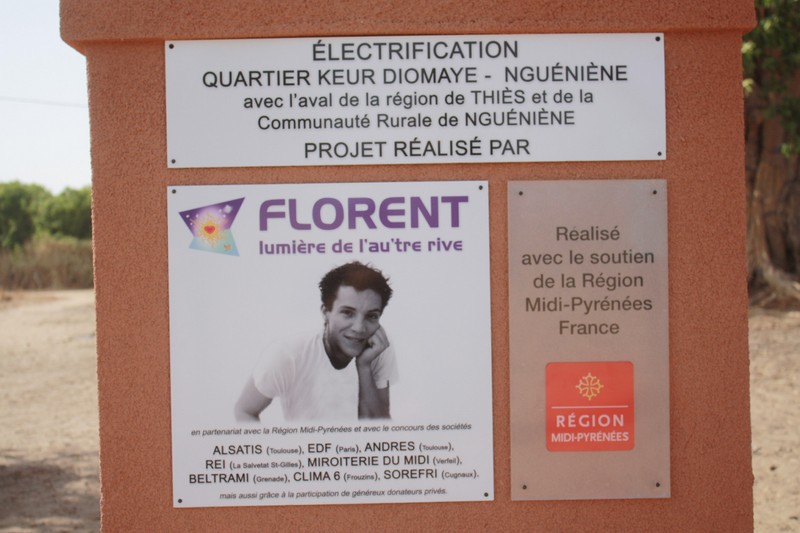 ÉLECTRIFICATION
QUARTIER KEUR DIOMAYE - NGUÉNIÈNE
avec l'aval de la région de THIÈS et de la
Communauté Rurale de NGUÉNIÈNE
PROJET RÉALISÉ PAR
FLORENT
lumière de l'au'tre rive
en partenariat avec la Région Midi-Pyrénées et avec le concours des sociétés
ALSATIS (Toulouse), EDF (Paris), ANDRES (Toulouse),
REI (La Salvetat St-Gilles), MIROITERIE DU MIDI (Verfeil),
BELTRAMI (Grenade), CLIMA 6 (Frouzins), SOREFRI (Cugnaux).
mais aussi grâce à la participation de généreux donateurs privés.
Réalisé
avec le soutien
de la Région
Midi-Pyrénées
France
RÉGION
MIDI-PYRÉNÉES